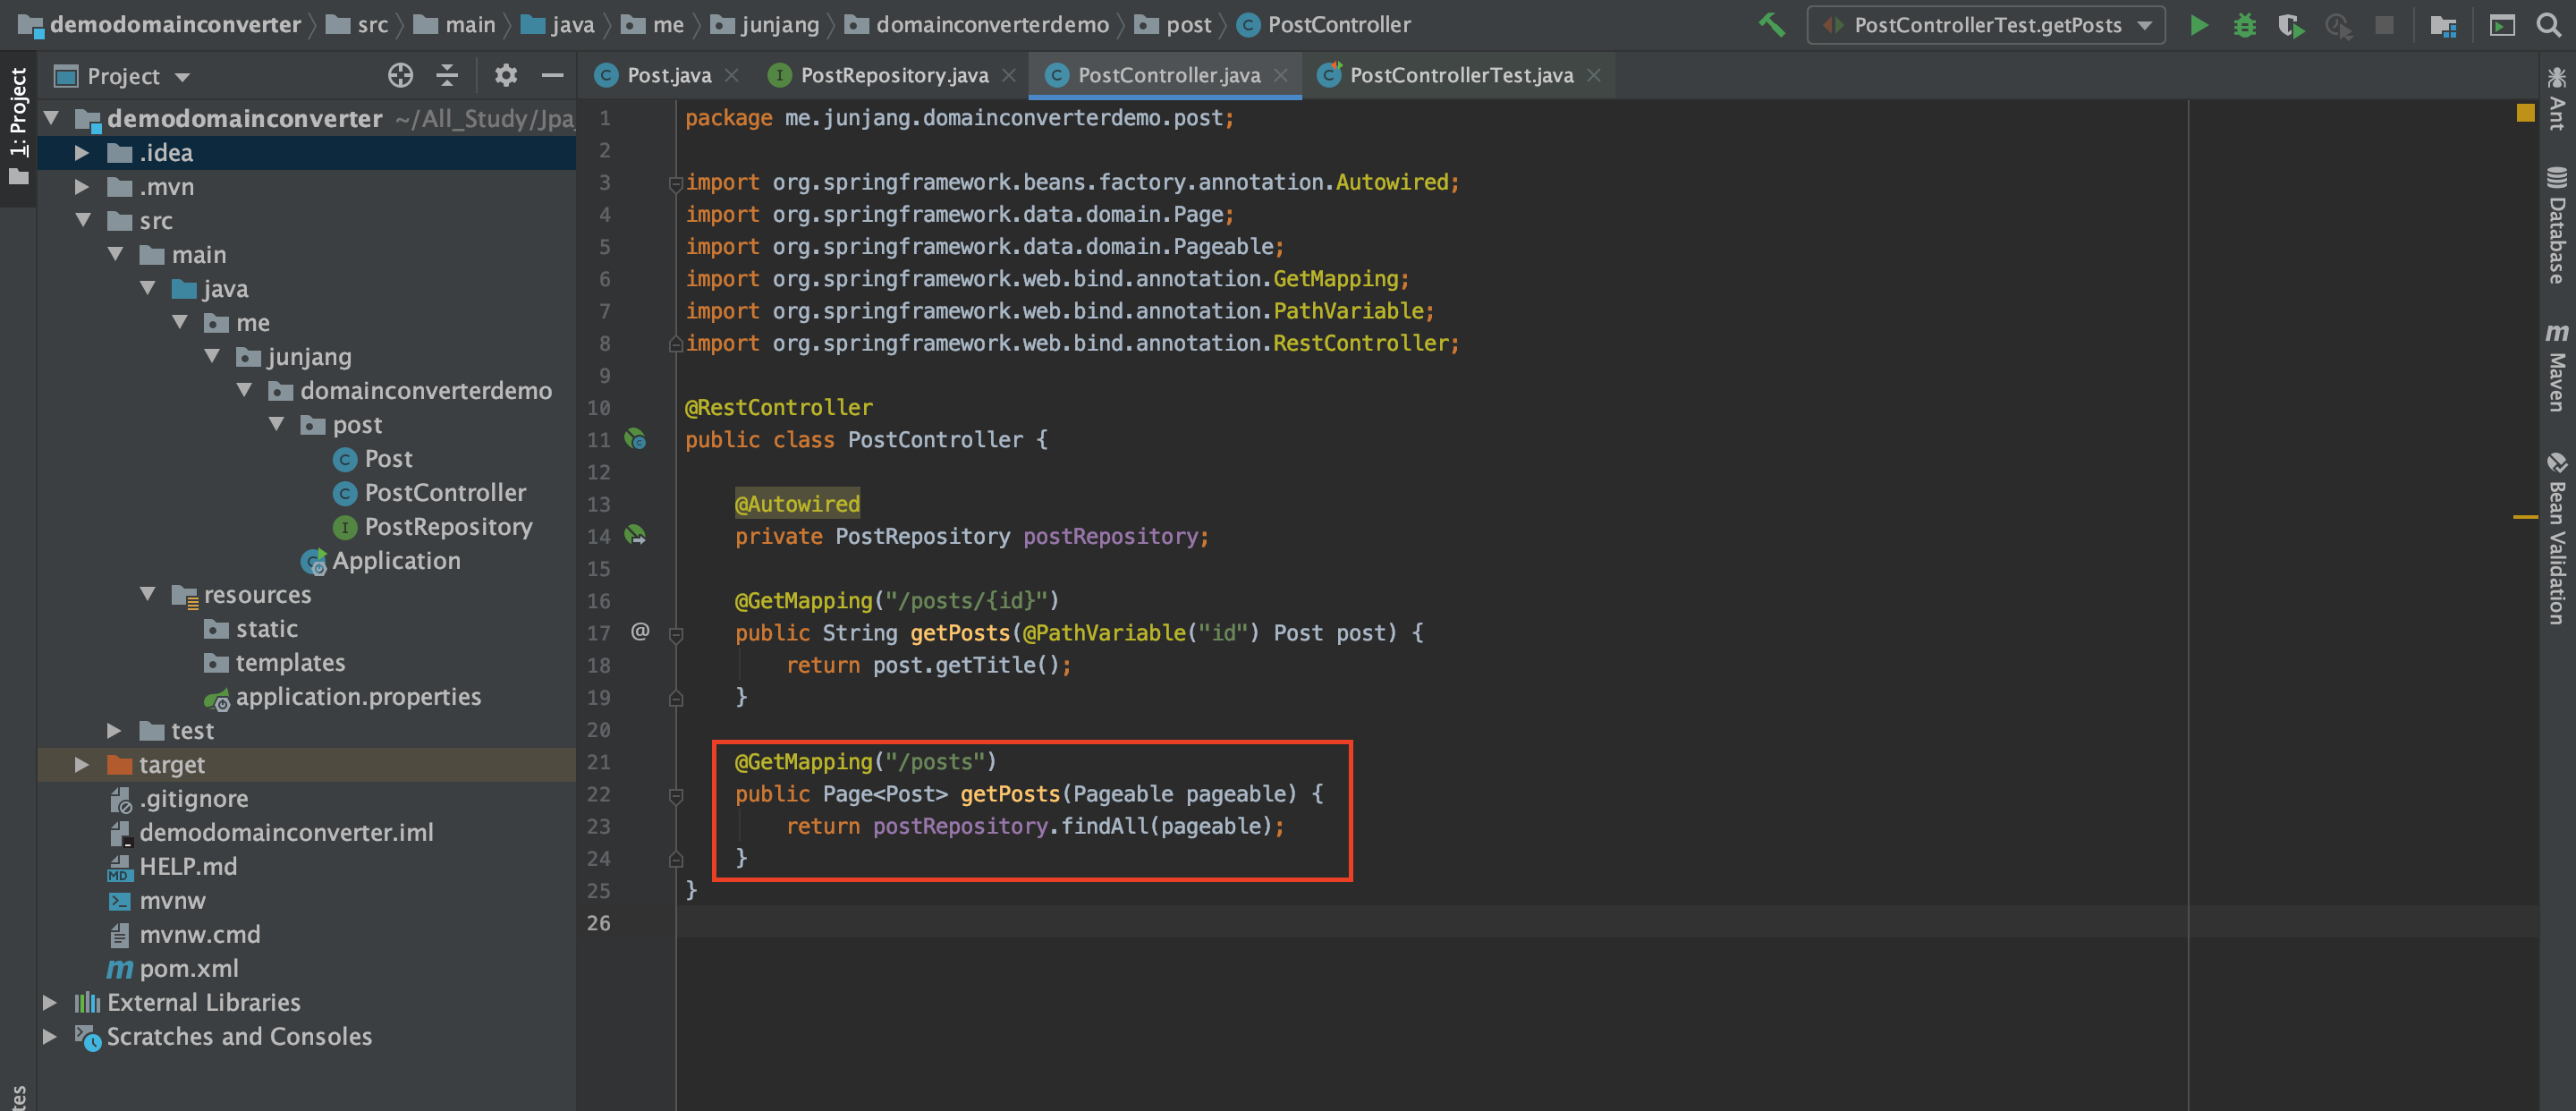 demodomainconverter src main java me junjang domainconverterdemo post PostController PostControllerTest.getPosts
1: Project
Project
demodomainconverter ~/All_Study/Jpa
.idea
.mvn
src
main
java
me
junjang
domainconverterdemo
post
Post
PostController
PostRepository
Application
resources
static
templates
application.properties
test
target
.gitignore
demodomainconverter.iml
HELP.md
mvnw
mvnw.cmd
pom.xml
External Libraries
Scratches and Consoles
Post.java PostRepository.java PostController.java PostControllerTest.java
1 package me.junjang.domainconverterdemo.post;
2
3 import org.springframework.beans.factory.annotation.Autowired;
4 import org.springframework.data.domain.Page;
5 import org.springframework.data.domain.Pageable;
6 import org.springframework.web.bind.annotation.GetMapping;
7 import org.springframework.web.bind.annotation.PathVariable;
8 import org.springframework.web.bind.annotation.RestController;
9
10 @RestController
11 public class PostController {
12
13 @Autowired
14 private PostRepository postRepository;
15
16 @GetMapping("/posts/{id}")
17 @ public String getPosts(@PathVariable("id") Post post) {
18 return post.getTitle();
19 }
20
21 @GetMapping("/posts")
22 public Page<Post> getPosts(Pageable pageable) {
23 return postRepository.findAll(pageable);
24 }
25 }
26
Ant
Database
Maven
Bean Validation